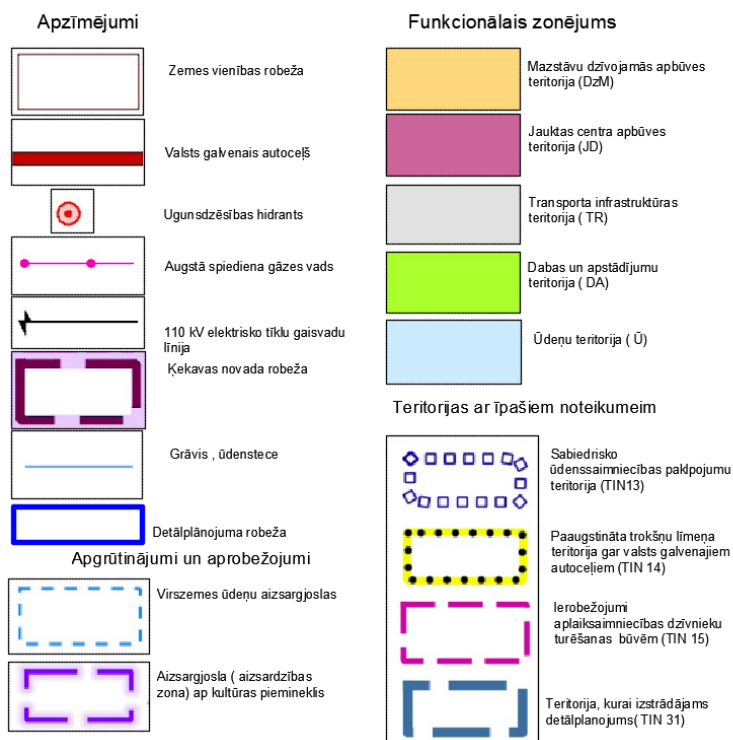 Apzīmējumi
Zemes vienības robeža
Valsts galvenais autoceļš
Ugunsdzēsības hidrants
Augstā spiediena gāzes vads
110 kV elektrisko tīklu gaisvadu
līnija
Ķekavas novada robeža
Grāvis , ūdenstece
Detālplānojuma robeža
Apgrūtinājumi un aprobežojumi
Virszemes ūdeņu aizsargjoslas
Aizsargjosla ( aizsardzības
zona) ap kultūras piemineklis
Funkcionālais zonējums
Mazstāvu dzīvojamās apbūves
teritorija (DzM)
Jauktas centra apbūves
teritorija (JD)
Transporta infrastruktūras
teritorija ( TR)
Dabas un apstādījumu
teritorija ( DA)
Ūdeņu teritorija ( Ū)
Teritorijas ar īpašiem noteikumeim
Sabiedrisko
ūdenssaimniecības paklpojumu
teritorija (TIN13)
Paaugstināta trokšņu līmeņa
teritorija gar valsts galvenajiem
autoceļiem (TIN 14)
Ierobežojumi
aplaiksaimniecības dzīvnieku
turēšanas būvēm (TIN 15)
Teritorija, kurai izstrādājams
detālplanojums( TIN 31)